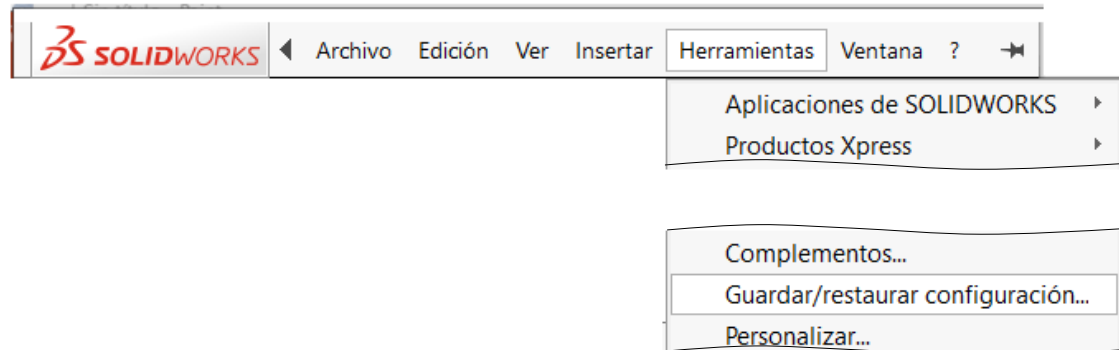 SOLIDWORKS Archivo Edición Ver Insertar Herramientas Ventana ?
Aplicaciones de SOLIDWORKS
Productos Xpress
Complementos...
Guardar/restaurar configuración...
Personalizar...